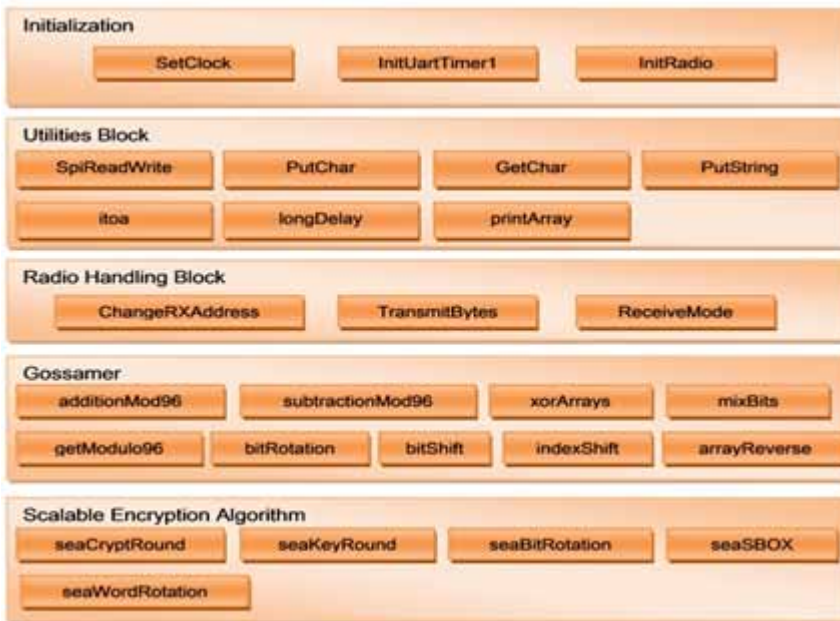 Initialization
SetClock InitUartTimer1 InitRadio
Utilities Block
SpiReadWrite PutChar GetChar PutString
itoa longDelay printArray
Radio Handling Block
ChangeRXAddress TransmitBytes ReceiveMode
Gossamer
additionMod96 subtractionMod96 xorArrays mixBits
getModulo96 bitRotation bitShift indexShift arrayReverse
Scalable Encryption Algorithm
seaCryptRound seaKeyRound seaBitRotation seaSBOX
seaWordRotation